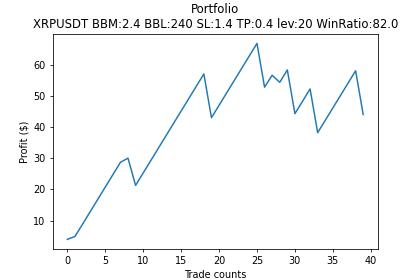 Portfolio
XRPUSDT BBM:2.4 BBL:240 SL:1.4 TP:0.4 lev:20 WinRatio:82.0
Profit ($)
60
50
40
30
20
10
0 5 10 15 20 25 30 35 40
Trade counts